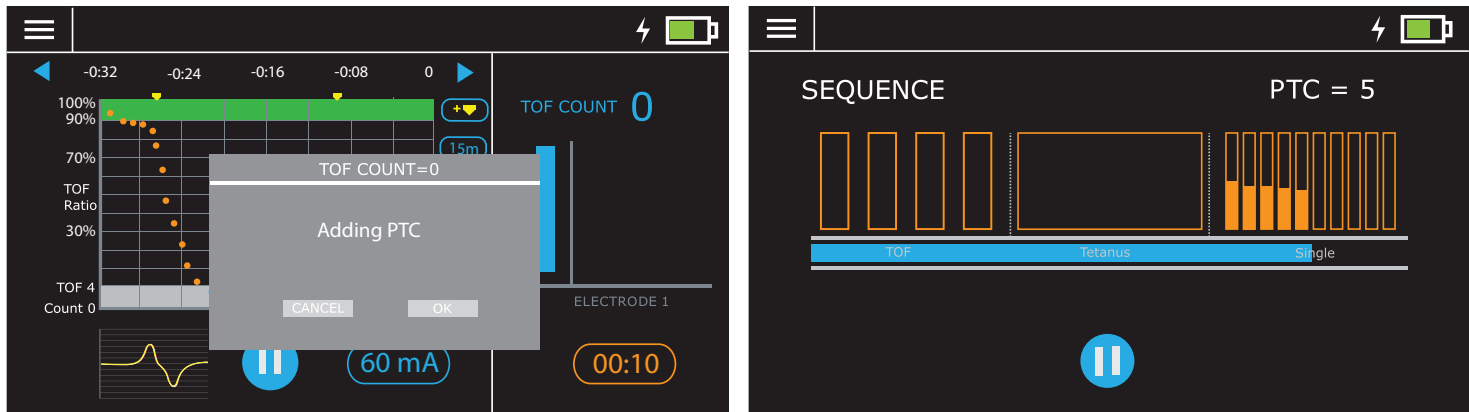 -0:32 -0:24 -0:16 -0:08 0
100%
90%
70%
TOF
Ratio
30%
TOF 4
Count 0
+
15m
TOF COUNT 0
TOF COUNT=0
Adding PTC
CANCEL OK
ELECTRODE 1
60 mA
00:10
SEQUENCE PTC = 5
TOF Tetanus Single